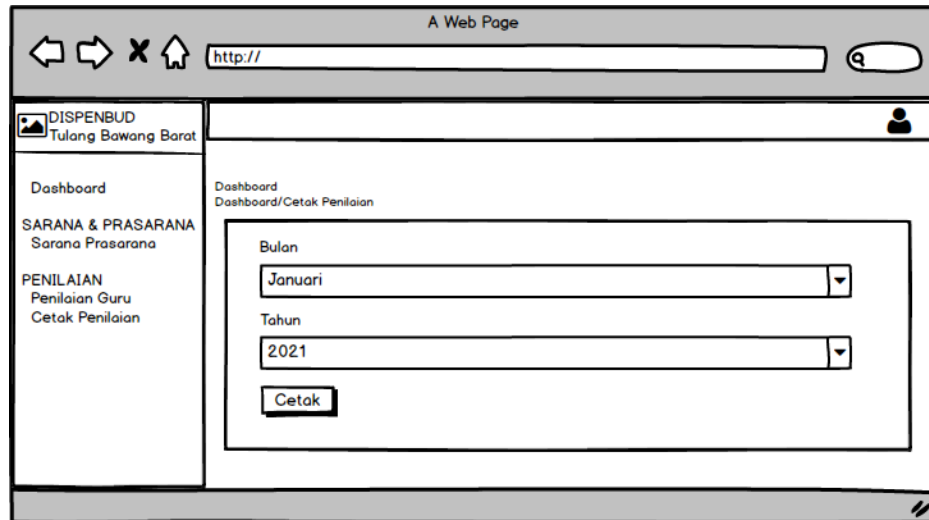 A Web Page
http://
DISPENBUD
Tulang Bawang Barat
Dashboard
SARANA & PRASARANA
Sarana Prasarana
PENILAIAN
Penilaian Guru
Cetak Penilaian
Dashboard
Dashboard/Cetak Penilaian
Bulan
Januari
Tahun
2021
Cetak